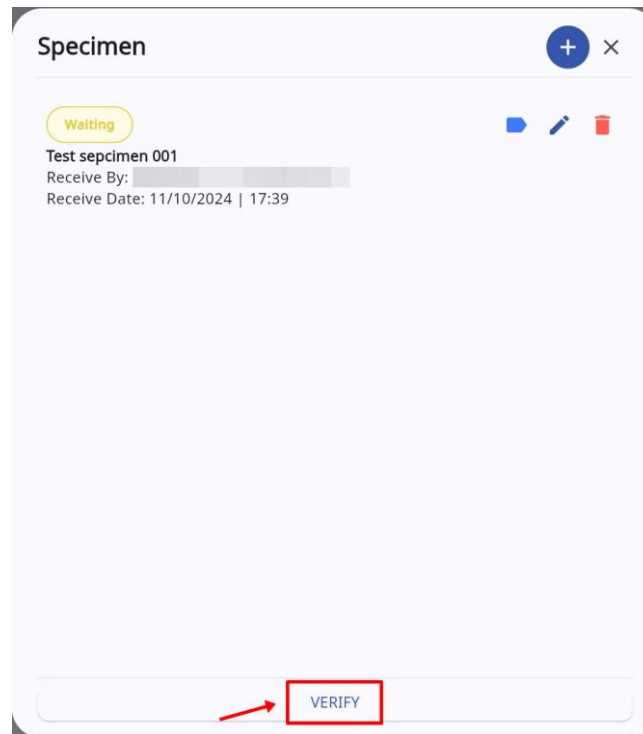 Specimen
Waiting
Test sepcimen 001
Receive By:
Receive Date: 11/10/2024 | 17:39
VERIFY